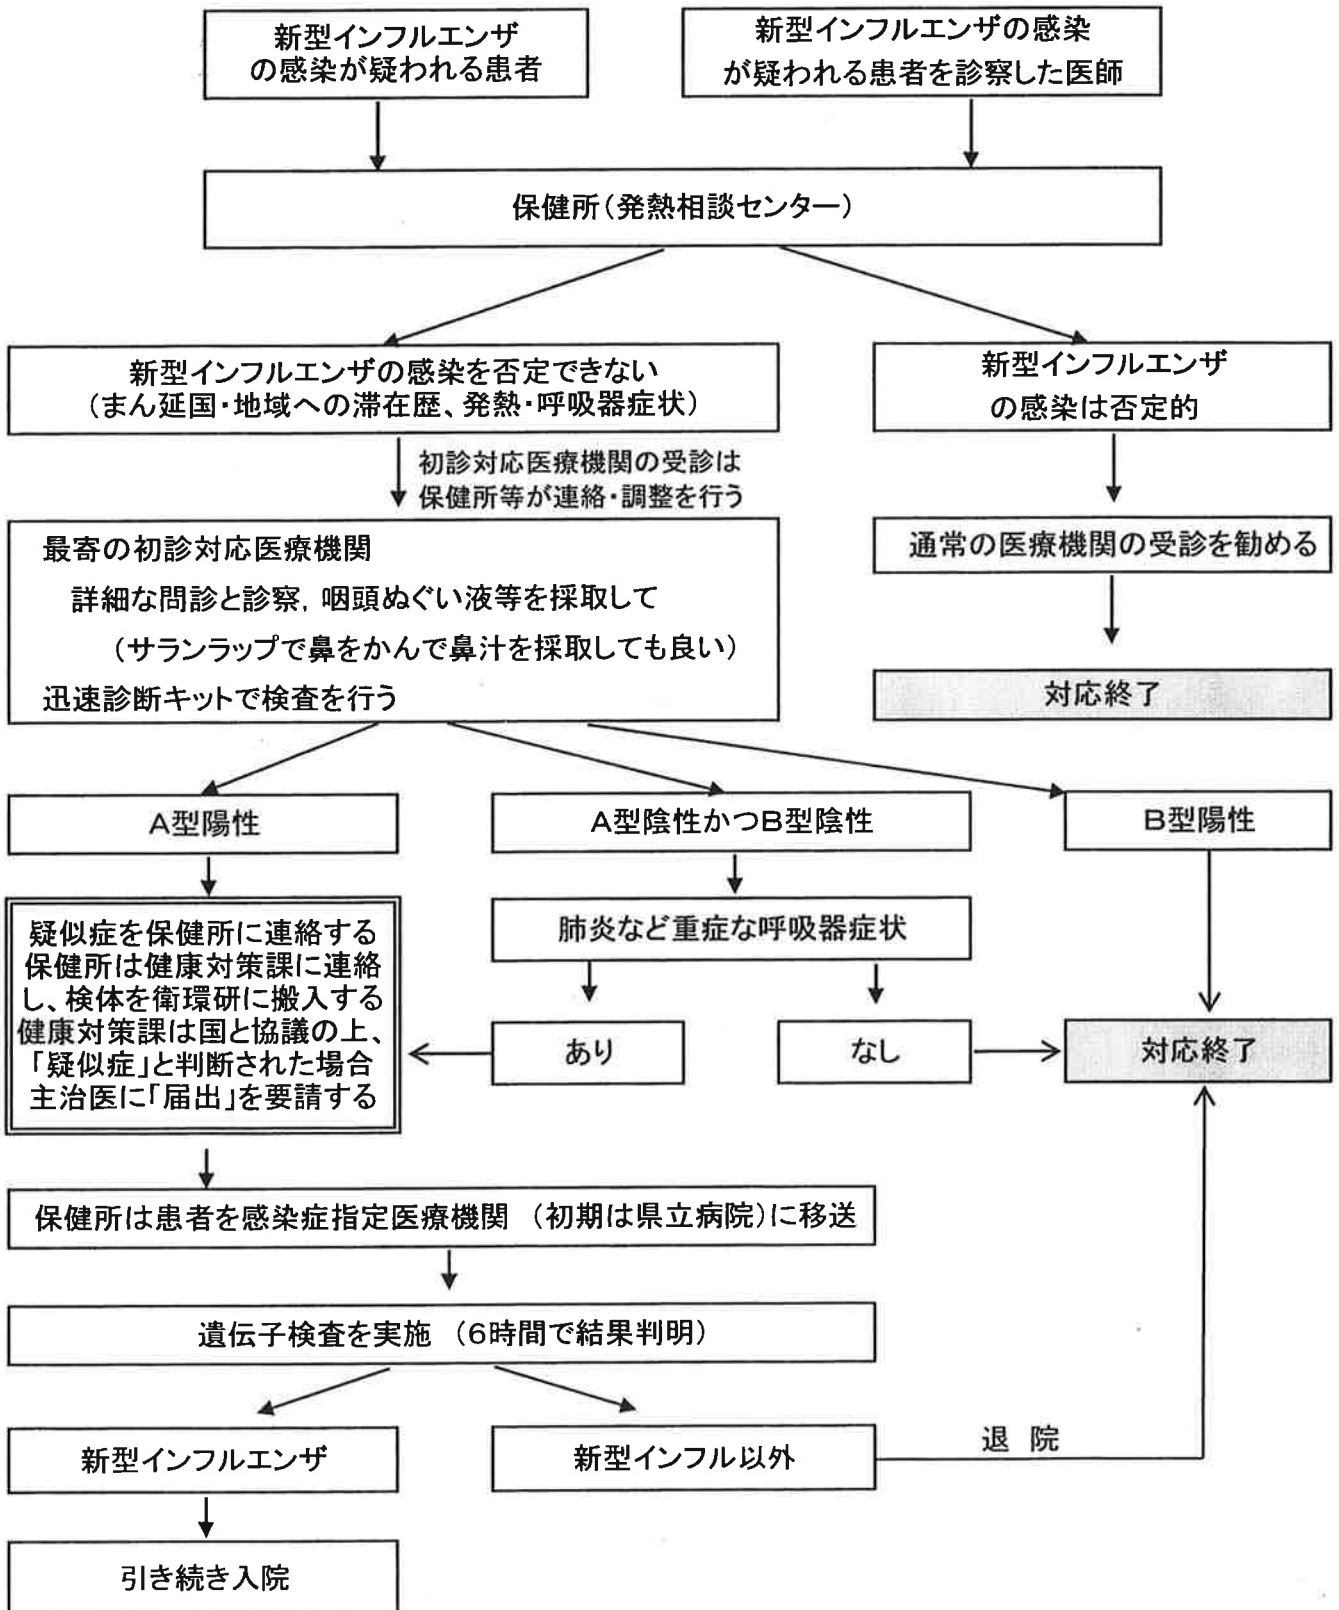 新型インフルエンザ
の感染が疑われる患者
新型インフルエンザの感染
が疑われる患者を診察した医師
保健所（発熱相談センター）
新型インフルエンザの感染を否定できない
（まん延国・地域への滞在歴、発熱・呼吸器症状）
新型インフルエンザ
の感染は否定的
初診対応医療機関の受診は
保健所等が連絡・調整を行う
最寄の初診対応医療機関
詳細な問診と診察，咽頭ぬぐい液等を採取して
（サランラップで鼻をかんで鼻汁を採取しても良い）
迅速診断キットで検査を行う
通常の医療機関の受診を勧める
対応終了
A型陽性
A型陰性かつB型陰性
B型陽性
疑似症を保健所に連絡する
保健所は健康対策課に連絡
し、検体を衛環研に搬入する
健康対策課は国と協議の上、
「疑似症」と判断された場合
主治医に「届出」を要請する
肺炎など重症な呼吸器症状
あり
なし
対応終了
保健所は患者を感染症指定医療機関　（初期は県立病院）に移送
遺伝子検査を実施　（6時間で結果判明）
新型インフルエンザ
新型インフル以外
退 院
引き続き入院